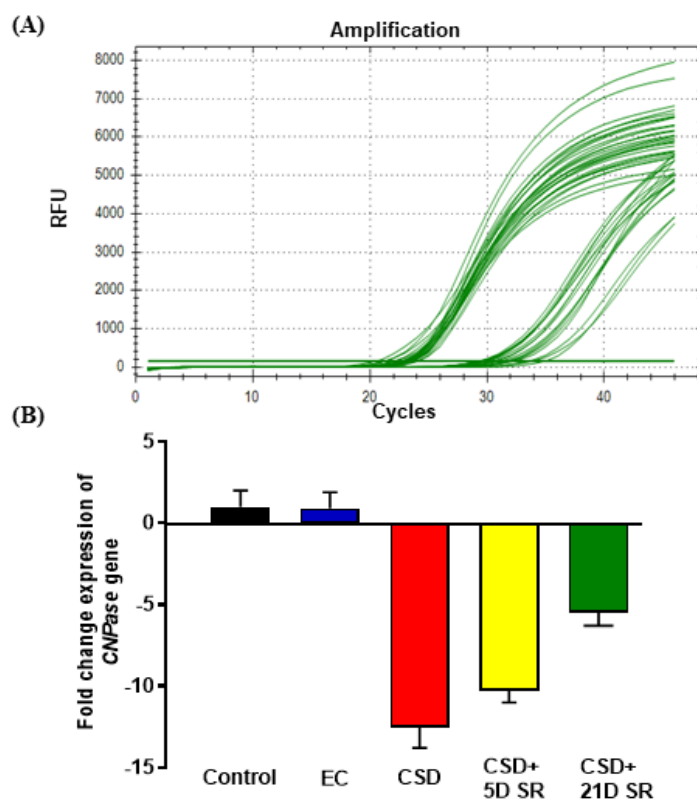 (A)
Amplification
RFU
8000
7000
6000
5000
4000
3000
2000
1000
0
0 10 20 30 40
Cycles
(B)
Fold change expression of
CNPase gene
5
0
-5
-10
-15
Control EC CSD CSD+ 5D SR CSD+ 21D SR